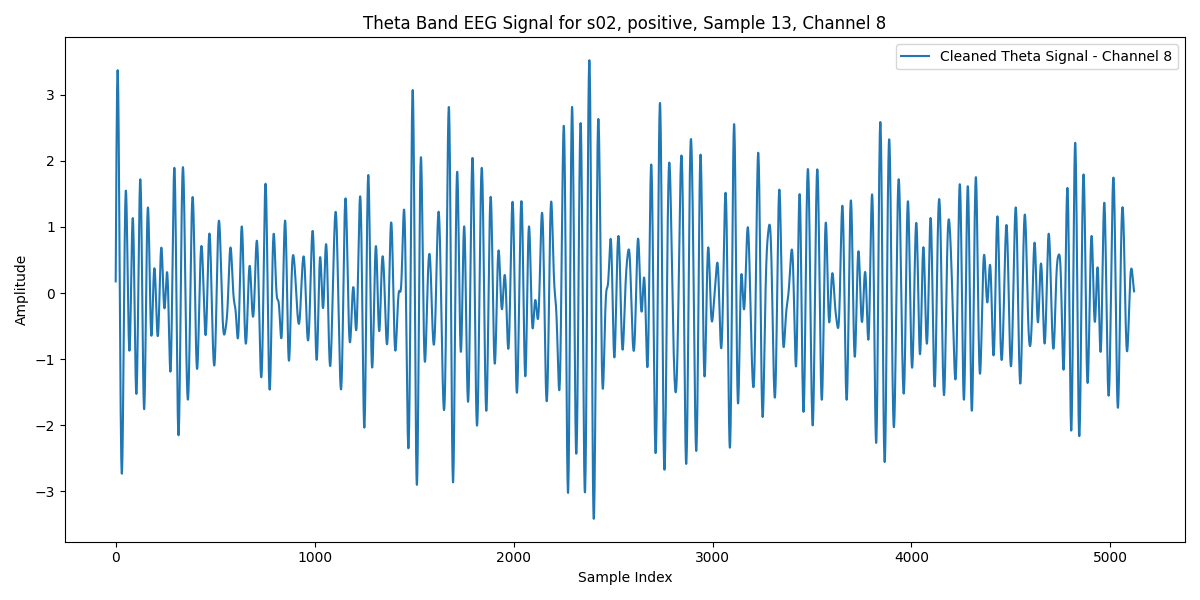 Theta Band EEG Signal for s02, positive, Sample 13, Channel 8
Cleaned Theta Signal - Channel 8
Amplitude
3
2
1
0
−1
−2
−3
0 1000 2000 3000 4000 5000
Sample Index